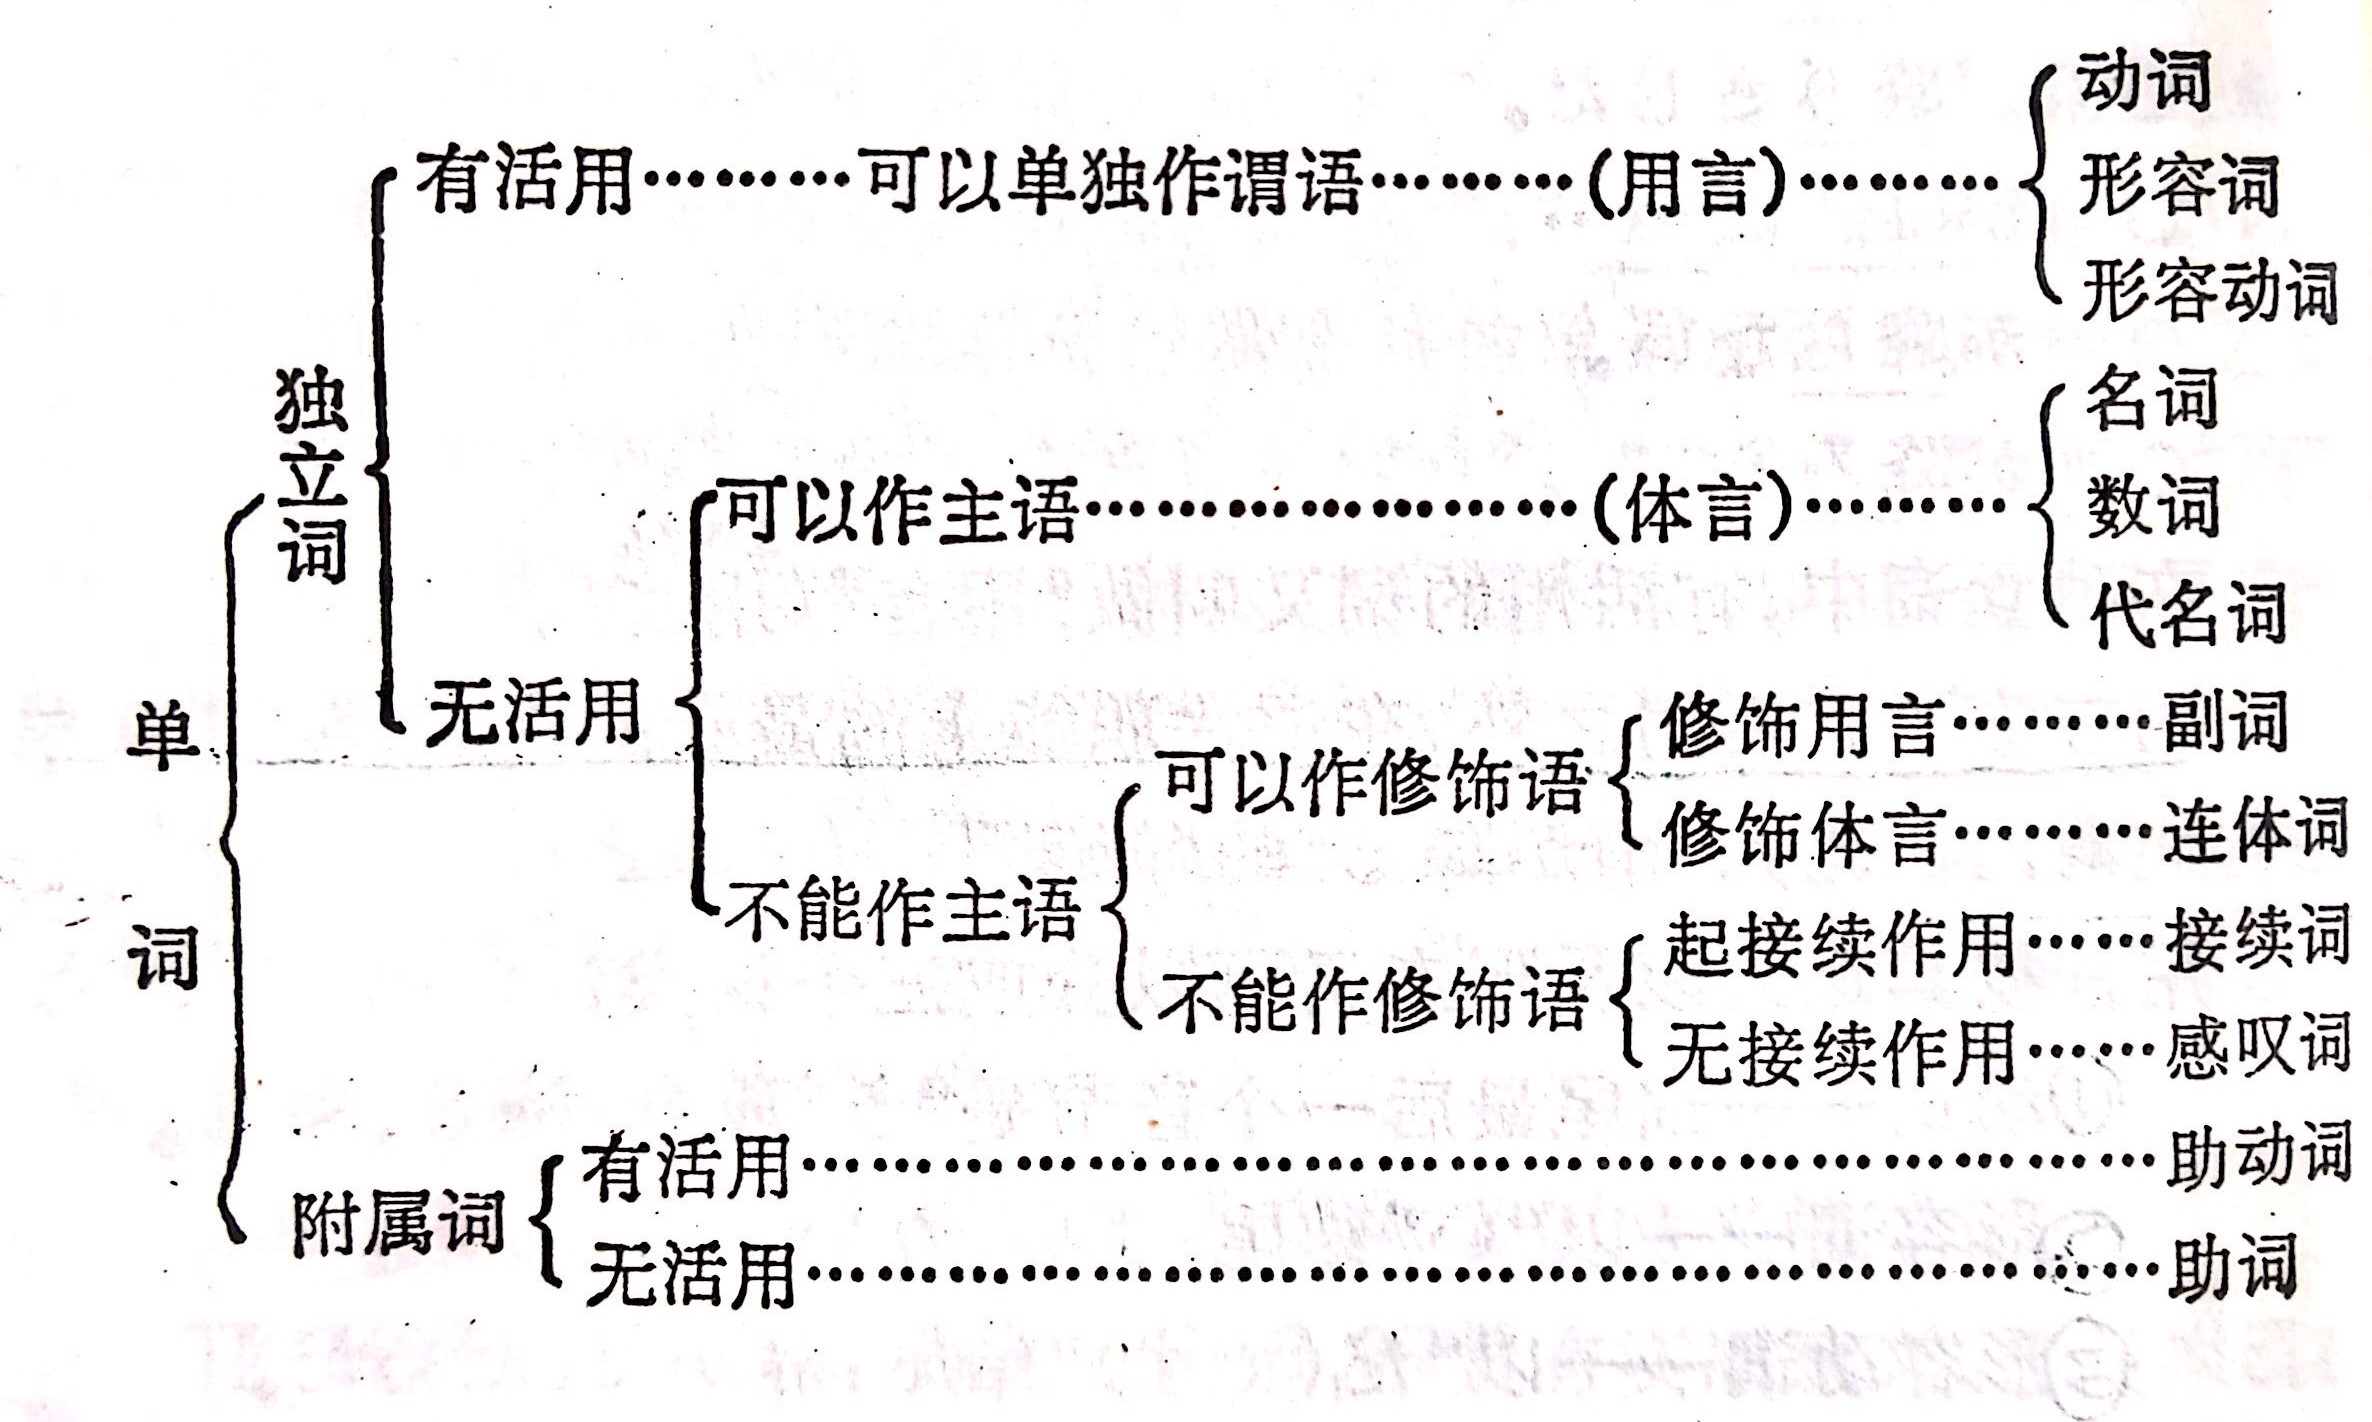 单词
独立词
有活用………可以单独作谓语………(用言)………
动词
形容词
形容动词
无活用
可以作主语…………………(体言)………
名词
数词
代名词
不能作主语
可以作修饰语
修饰用言………副词
修饰体言………连体词
不能作修饰语
起接续作用……接续词
无接续作用……感叹词
附属词
有活用……………………………………………………助动词
无活用……………………………………………………助词